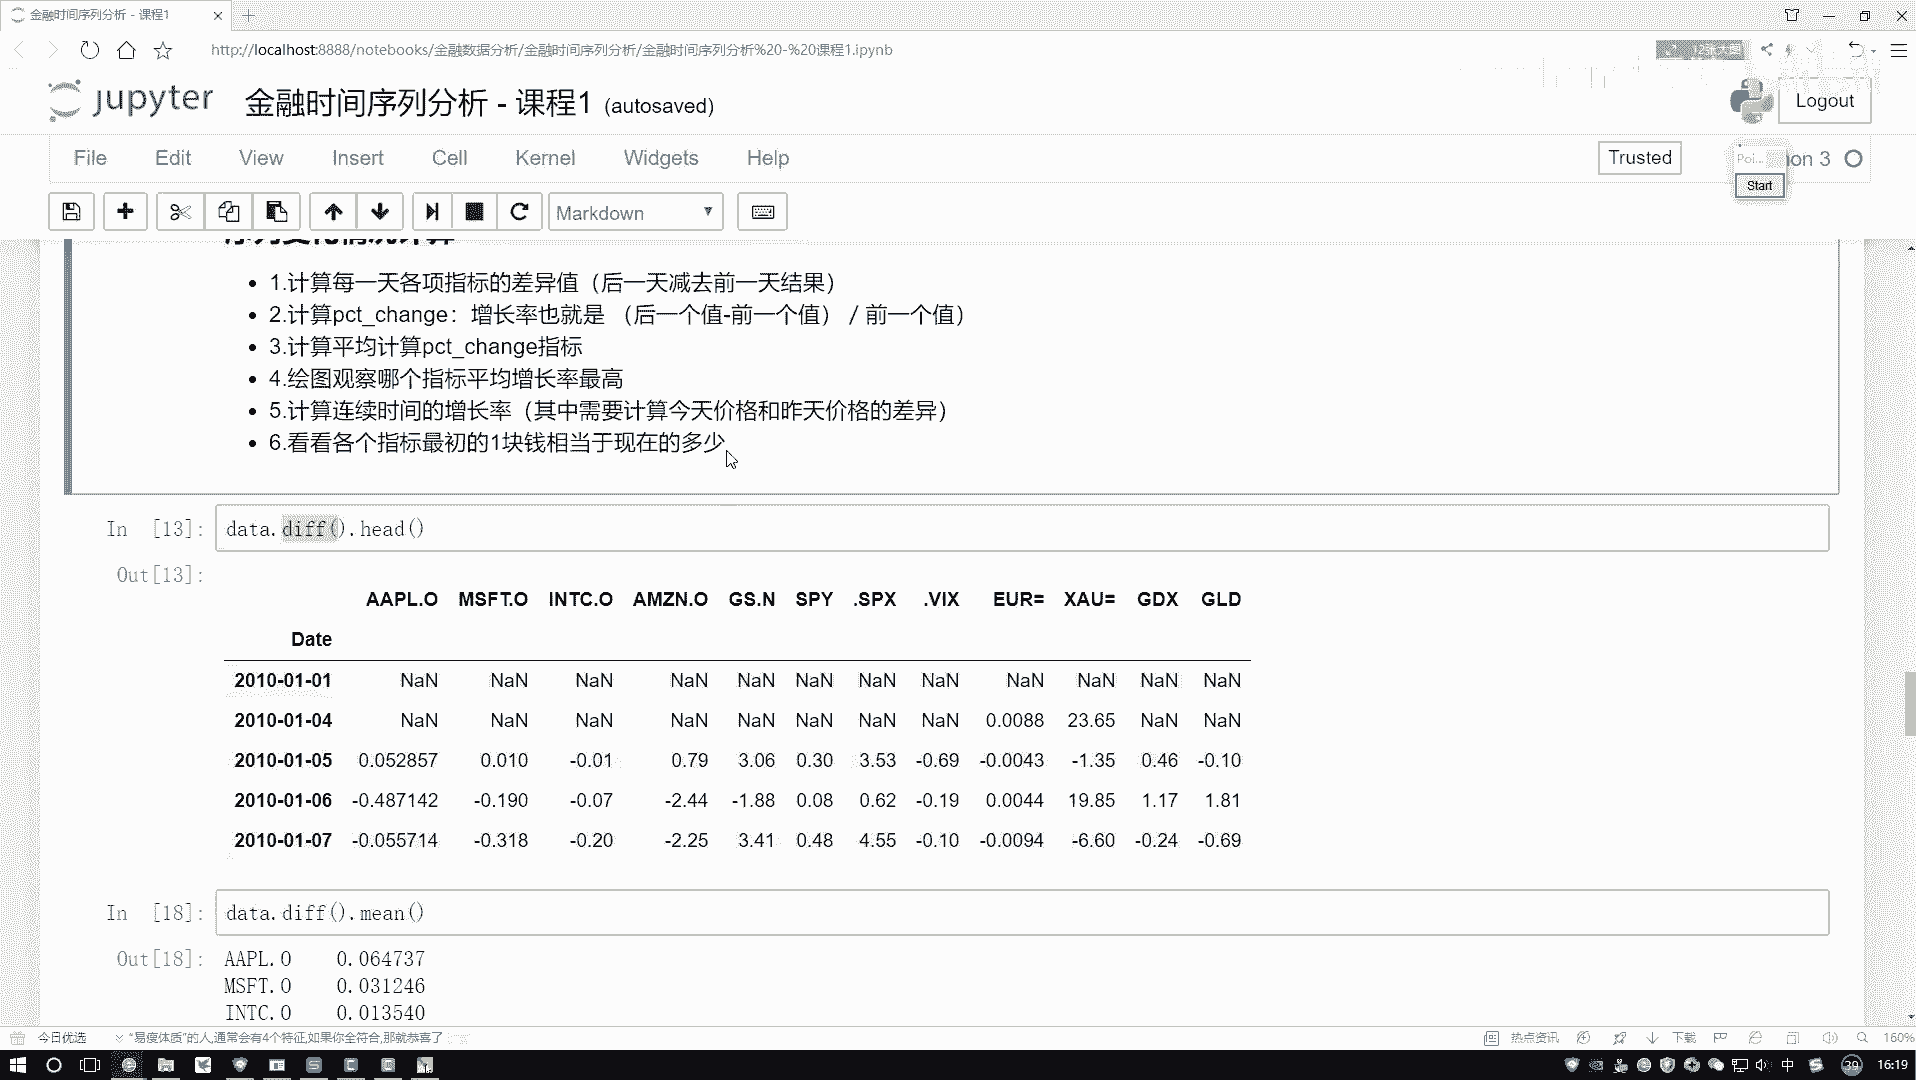 金融时间序列分析 - 课程1
http://localhost:8888/notebooks/金融数据分析/金融时间序列分析/金融时间序列分析%20-%20课程1.ipynb
jupyter 金融时间序列分析 - 课程1 (autosaved)
Logout
File Edit View Insert Cell Kernel Widgets Help
Trusted
Start
Markdown
1.计算每一天各项指标的差异值（后一天减去前一天结果）
2.计算pct_change：增长率也就是 （后一个值-前一个值） / 前一个值）
3.计算平均计算pct_change指标
4.绘图观察哪个指标平均增长率最高
5.计算连续时间的增长率（其中需要计算今天价格和昨天价格的差异）
6.看看各个指标最初的1块钱相当于现在的多少
In [13]: data.diff().head()
Out[13]:
AAPL.O MSFT.O INTC.O AMZN.O GS.N SPY .SPX .VIX EUR= XAU= GDX GLD
Date
2010-01-01 NaN NaN NaN NaN NaN NaN NaN NaN NaN NaN NaN NaN
2010-01-04 NaN NaN NaN NaN NaN NaN NaN NaN 0.0088 23.65 NaN NaN
2010-01-05 0.052857 0.010 -0.01 0.79 3.06 0.30 3.53 -0.69 -0.0043 -1.35 0.46 -0.10
2010-01-06 -0.487142 -0.190 -0.07 -2.44 -1.88 0.08 0.62 -0.19 0.0044 19.85 1.17 1.81
2010-01-07 -0.055714 -0.318 -0.20 -2.25 3.41 0.48 4.55 -0.10 -0.0094 -6.60 -0.24 -0.69
In [18]: data.diff().mean()
Out[18]: AAPL.O 0.064737
MSFT.O 0.031246
INTC.O 0.013540
今日优选 “易瘦体质”的人,通常会有4个特征,如果你全符合,那就恭喜了
热点资讯 下载 160%
中 39 16:19